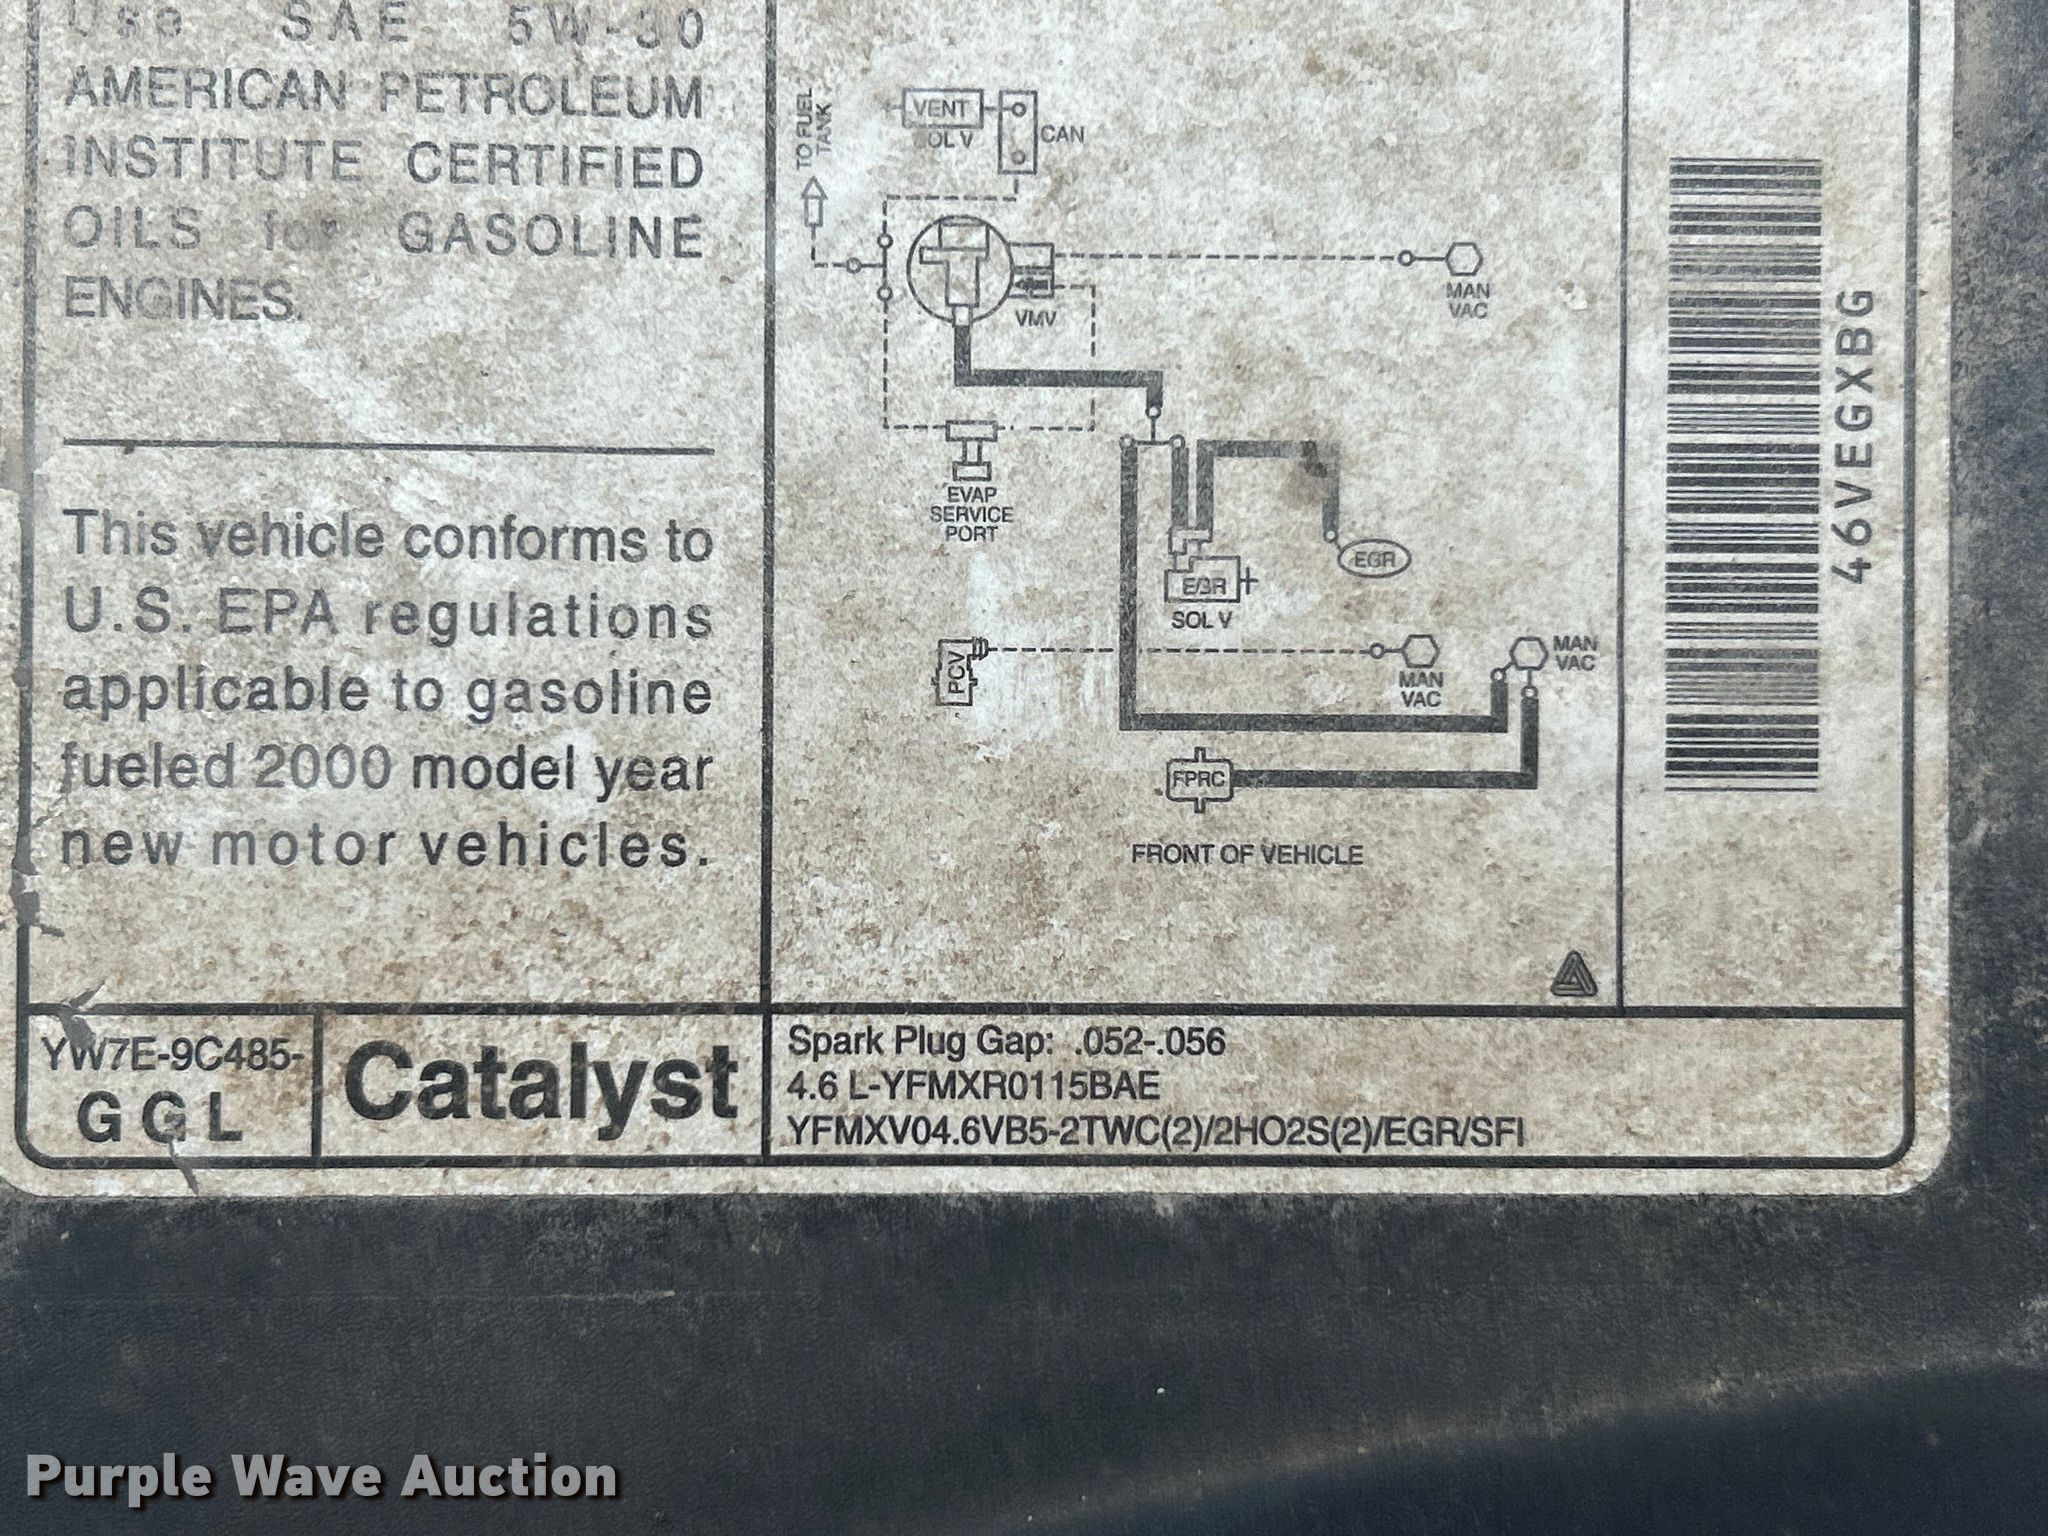 Use SAE 5W-30
AMERICAN PETROLEUM
INSTITUTE CERTIFIED
OILS for GASOLINE
ENGINES.
This vehicle conforms to
U.S. EPA regulations
applicable to gasoline
fueled 2000 model year
new motor vehicles.
TO FUEL
TANK
VENT
SOL V
CAN
VMV
MAN
VAC
EVAP
SERVICE
PORT
EGR
EGR
SOL V
PCV
MAN
VAC
MAN
VAC
FPRC
FRONT OF VEHICLE
46VEGXBG
YW7E-9C485-
GGL
Catalyst
Spark Plug Gap: .052-.056
4.6 L-YFMXR0115BAE
YFMXV04.6VB5-2TWC(2)/2HO2S(2)/EGR/SFI
Purple Wave Auction